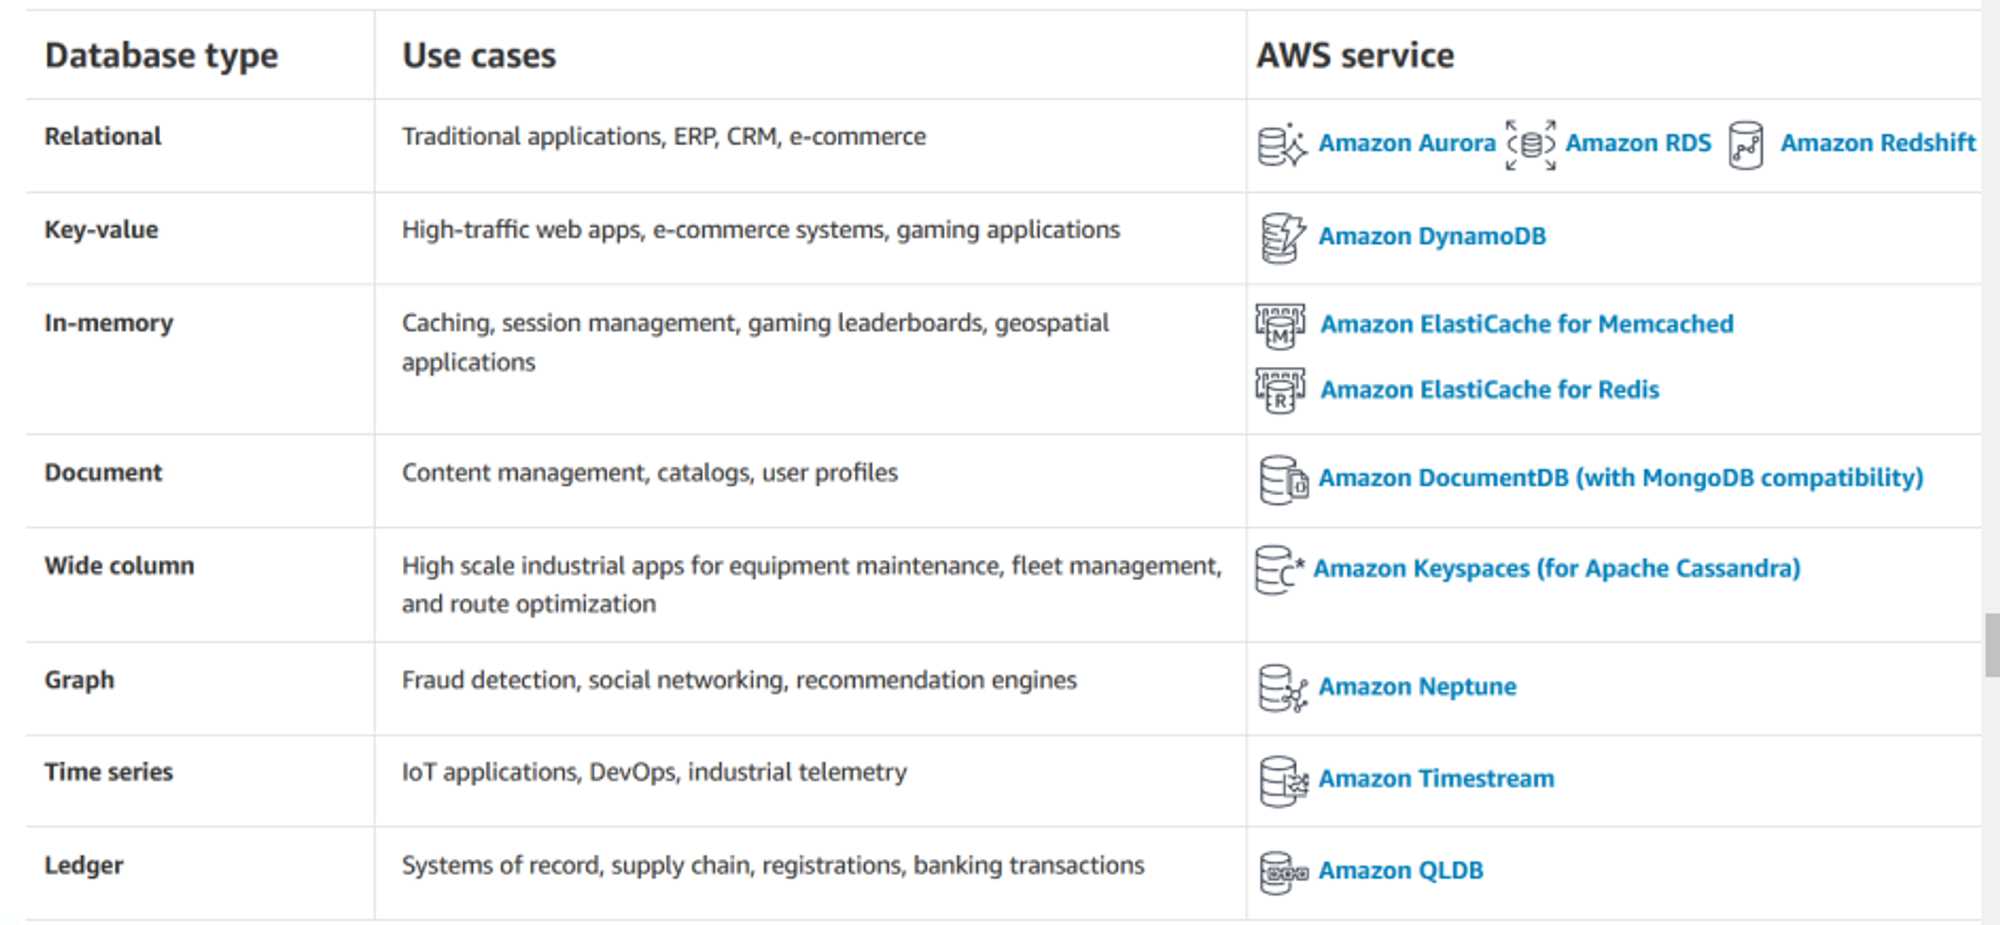 Database type Use cases AWS service
Relational Traditional applications, ERP, CRM, e-commerce Amazon Aurora Amazon RDS Amazon Redshift
Key-value High-traffic web apps, e-commerce systems, gaming applications Amazon DynamoDB
In-memory Caching, session management, gaming leaderboards, geospatial Amazon ElastiCache for Memcached
applications
Amazon ElastiCache for Redis
Document Content management, catalogs, user profiles Amazon DocumentDB (with MongoDB compatibility)
Wide column High scale industrial apps for equipment maintenance, fleet management, Amazon Keyspaces (for Apache Cassandra)
and route optimization
Graph Fraud detection, social networking, recommendation engines Amazon Neptune
Time series IoT applications, DevOps, industrial telemetry Amazon Timestream
Ledger Systems of record, supply chain, registrations, banking transactions Amazon QLDB